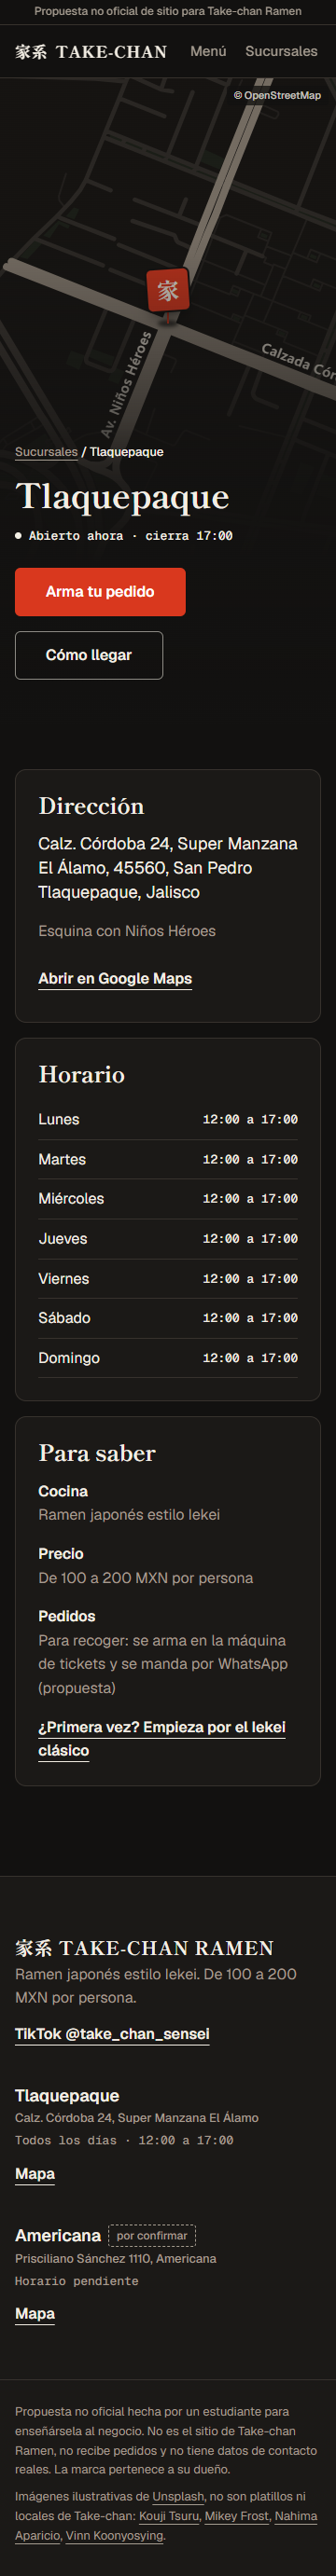 Propuesta no oficial de sitio para Take-chan Ramen
家系 TAKE-CHAN
Menú
Sucursales
© OpenStreetMap
家
Av. Niños Héroes
Calzada Cór
Sucursales / Tlaquepaque
Tlaquepaque
Abierto ahora · cierra 17:00
Arma tu pedido
Cómo llegar
Dirección
Calz. Córdoba 24, Super Manzana
El Álamo, 45560, San Pedro
Tlaquepaque, Jalisco
Esquina con Niños Héroes
Abrir en Google Maps
Horario
Lunes 12:00 a 17:00
Martes 12:00 a 17:00
Miércoles 12:00 a 17:00
Jueves 12:00 a 17:00
Viernes 12:00 a 17:00
Sábado 12:00 a 17:00
Domingo 12:00 a 17:00
Para saber
Cocina
Ramen japonés estilo Iekei
Precio
De 100 a 200 MXN por persona
Pedidos
Para recoger: se arma en la máquina
de tickets y se manda por WhatsApp
(propuesta)
¿Primera vez? Empieza por el Iekei
clásico
家系 TAKE-CHAN RAMEN
Ramen japonés estilo Iekei. De 100 a 200
MXN por persona.
TikTok @take_chan_sensei
Tlaquepaque
Calz. Córdoba 24, Super Manzana El Álamo
Todos los días · 12:00 a 17:00
Mapa
Americana por confirmar
Prisciliano Sánchez 1110, Americana
Horario pendiente
Mapa
Propuesta no oficial hecha por un estudiante para
enseñársela al negocio. No es el sitio de Take-chan
Ramen, no recibe pedidos y no tiene datos de contacto
reales. La marca pertenece a su dueño.
Imágenes ilustrativas de Unsplash, no son platillos ni
locales de Take-chan: Kouji Tsuru, Mikey Frost, Nahima
Aparicio, Vinn Koonyosying.